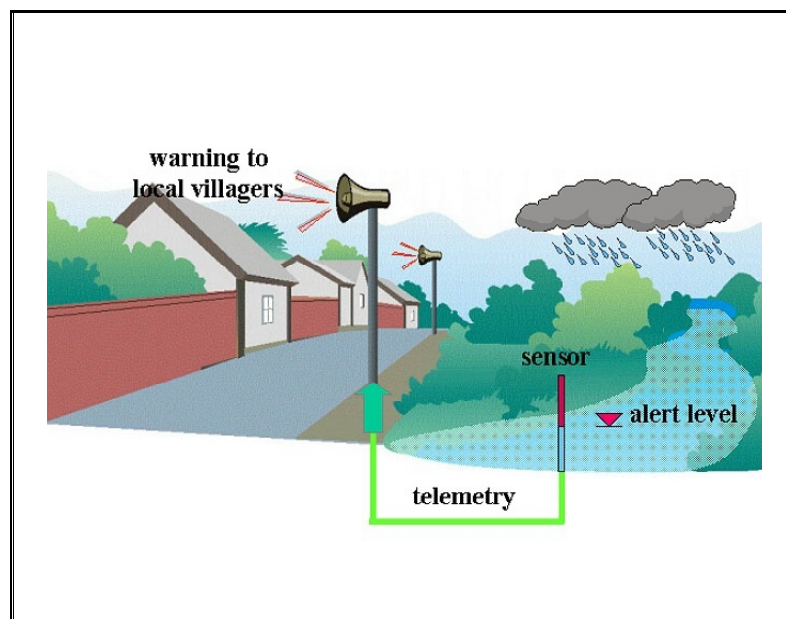 warning to
local villagers
sensor
alert level
telemetry